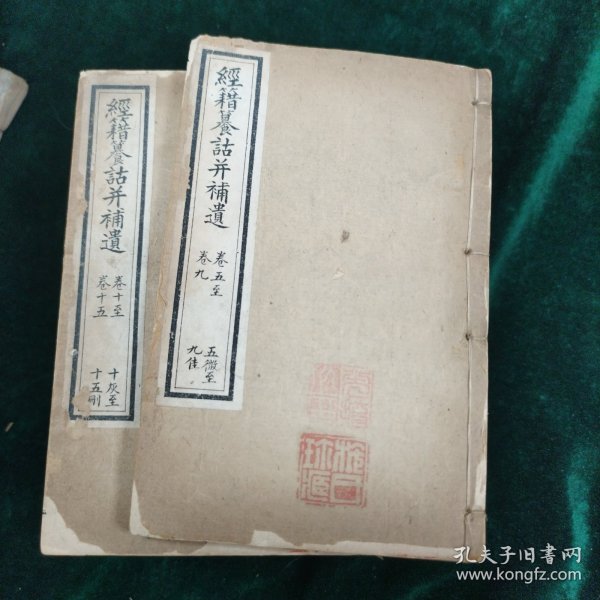 經籍籑詁并補遺
卷五至
卷九
五微至
九佳
經籍籑詁并補遺
卷十至
卷十五
十灰至
十五刪
孔夫子旧书网
www.kongfz.com